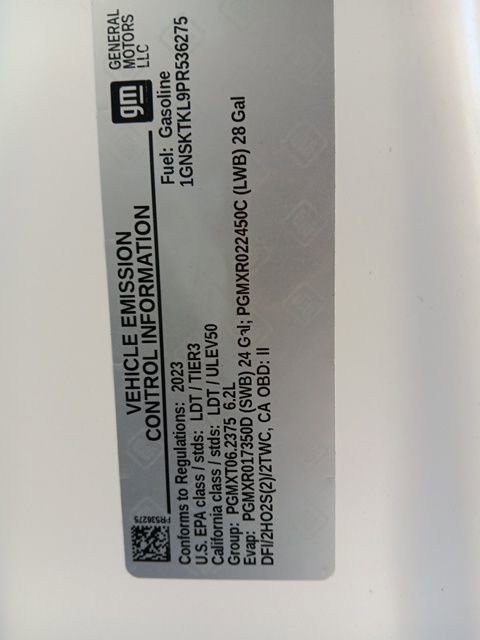 VEHICLE EMISSION
CONTROL INFORMATION
gm
GENERAL
MOTORS
LLC
Fuel: Gasoline
1GNSKTKL9PR536275
PR536275
Conforms to Regulations: 2023
U.S. EPA class / stds: LDT / TIER3
California class / stds: LDT / ULEV50
Group: PGMXT06.2375 6.2L
Evap: PGMXR017350D (SWB) 24 Gal; PGMXR022450C (LWB) 28 Gal
DFI/2HO2S(2)/2TWC, CA OBD: II